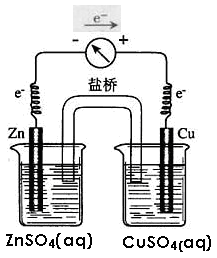 e⁻
- +
盐桥
e⁻ e⁻
Zn Cu
ZnSO4(aq) CuSO4(aq)